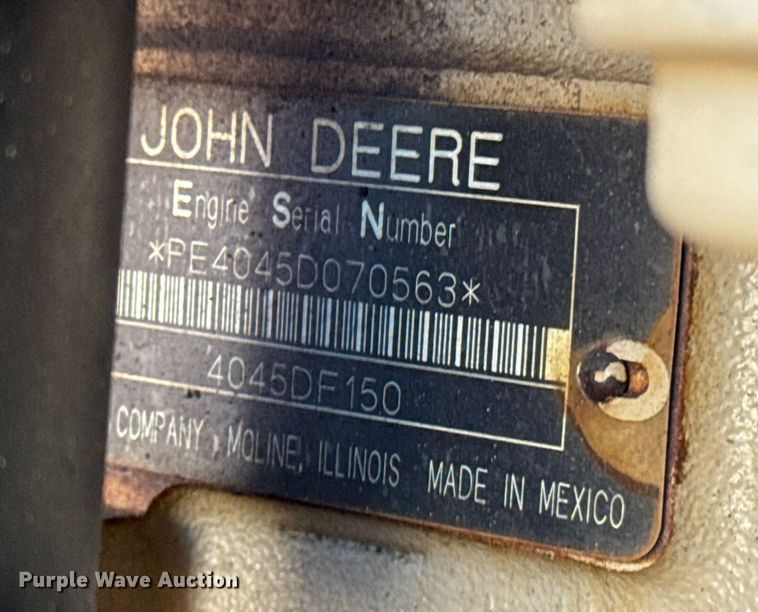 JOHN DEERE
Engine Serial Number
*PE4045D070563*
4045DF150
COMPANY, MOLINE, ILLINOIS MADE IN MEXICO
Purple Wave Auction